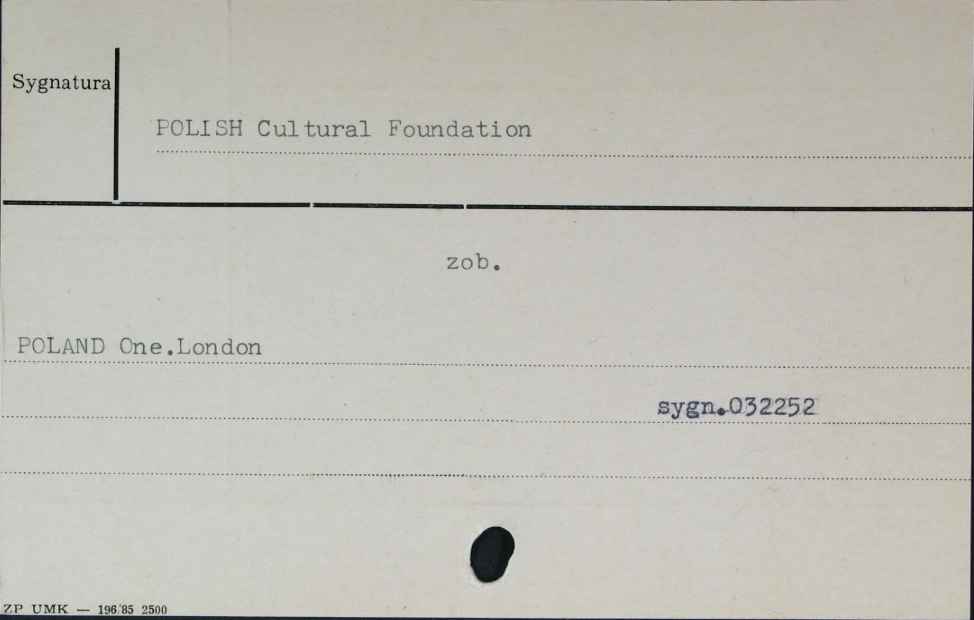 Sygnatura
POLISH Cultural Foundation
zob.
POLAND One.London
sygn.032252
ZP UMK — 196/85 2500